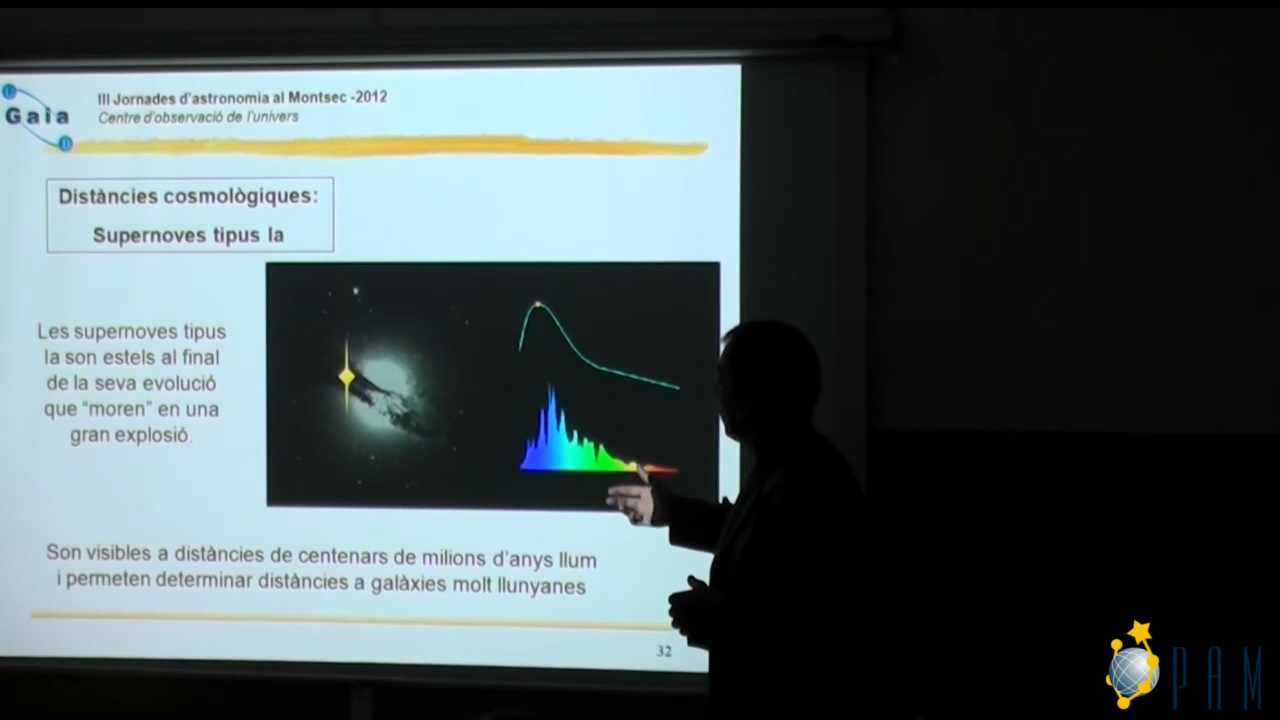 Gaia
III Jornades d'astronomia al Montsec -2012
Centre d'observació de l'univers
Distàncies cosmològiques:
Supernoves tipus Ia
Les supernoves tipus
Ia son estels al final
de la seva evolució
que "moren" en una
gran explosió.
Son visibles a distàncies de centenars de milions d'anys llum
i permeten determinar distàncies a galàxies molt llunyanes
32
PAM